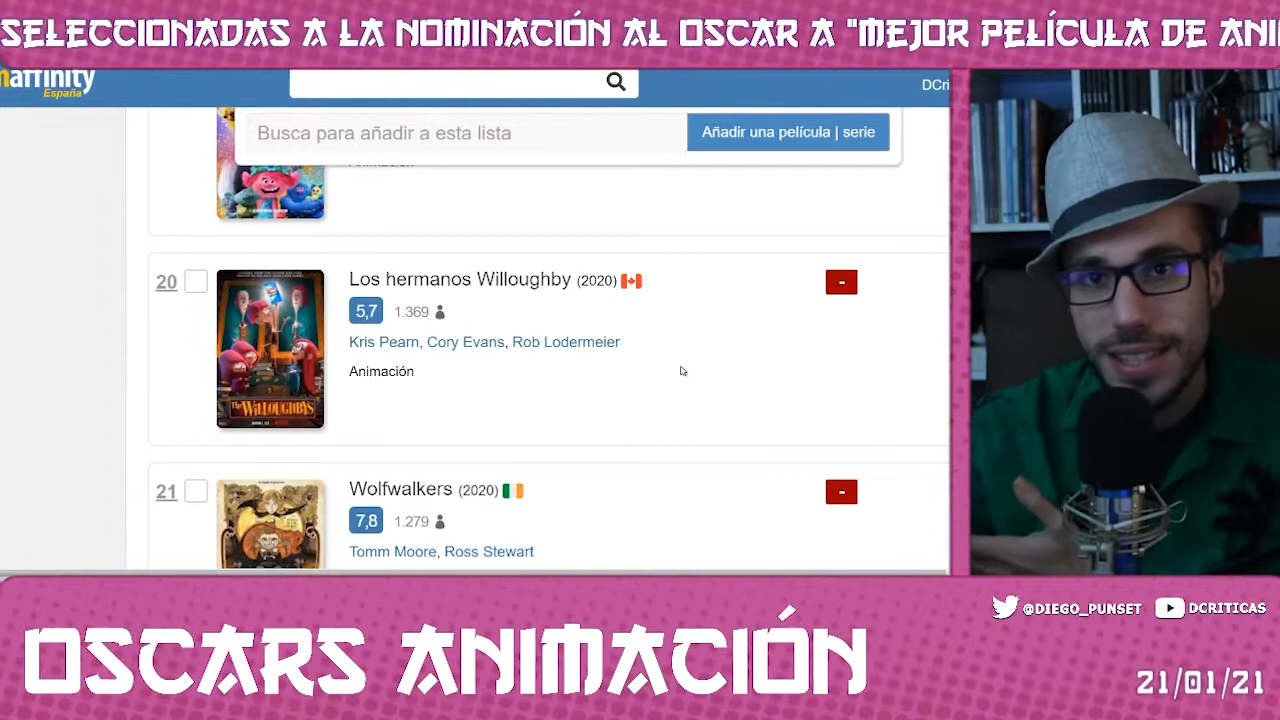 SELECCIONADAS A LA NOMINACIÓN AL OSCAR A "MEJOR PELÍCULA DE ANI
maffinity
España
DCri
Busca para añadir a esta lista
Añadir una película | serie
20
Los hermanos Willoughby (2020)
5,7 1.369
Kris Pearn, Cory Evans, Rob Lodermeier
Animación
-
THE WILLOUGHBYS
21
Wolfwalkers (2020)
7,8 1.279
Tomm Moore, Ross Stewart
-
@DIEGO_PUNSET
DCRITICAS
OSCARS ANIMACIÓN
21/01/21